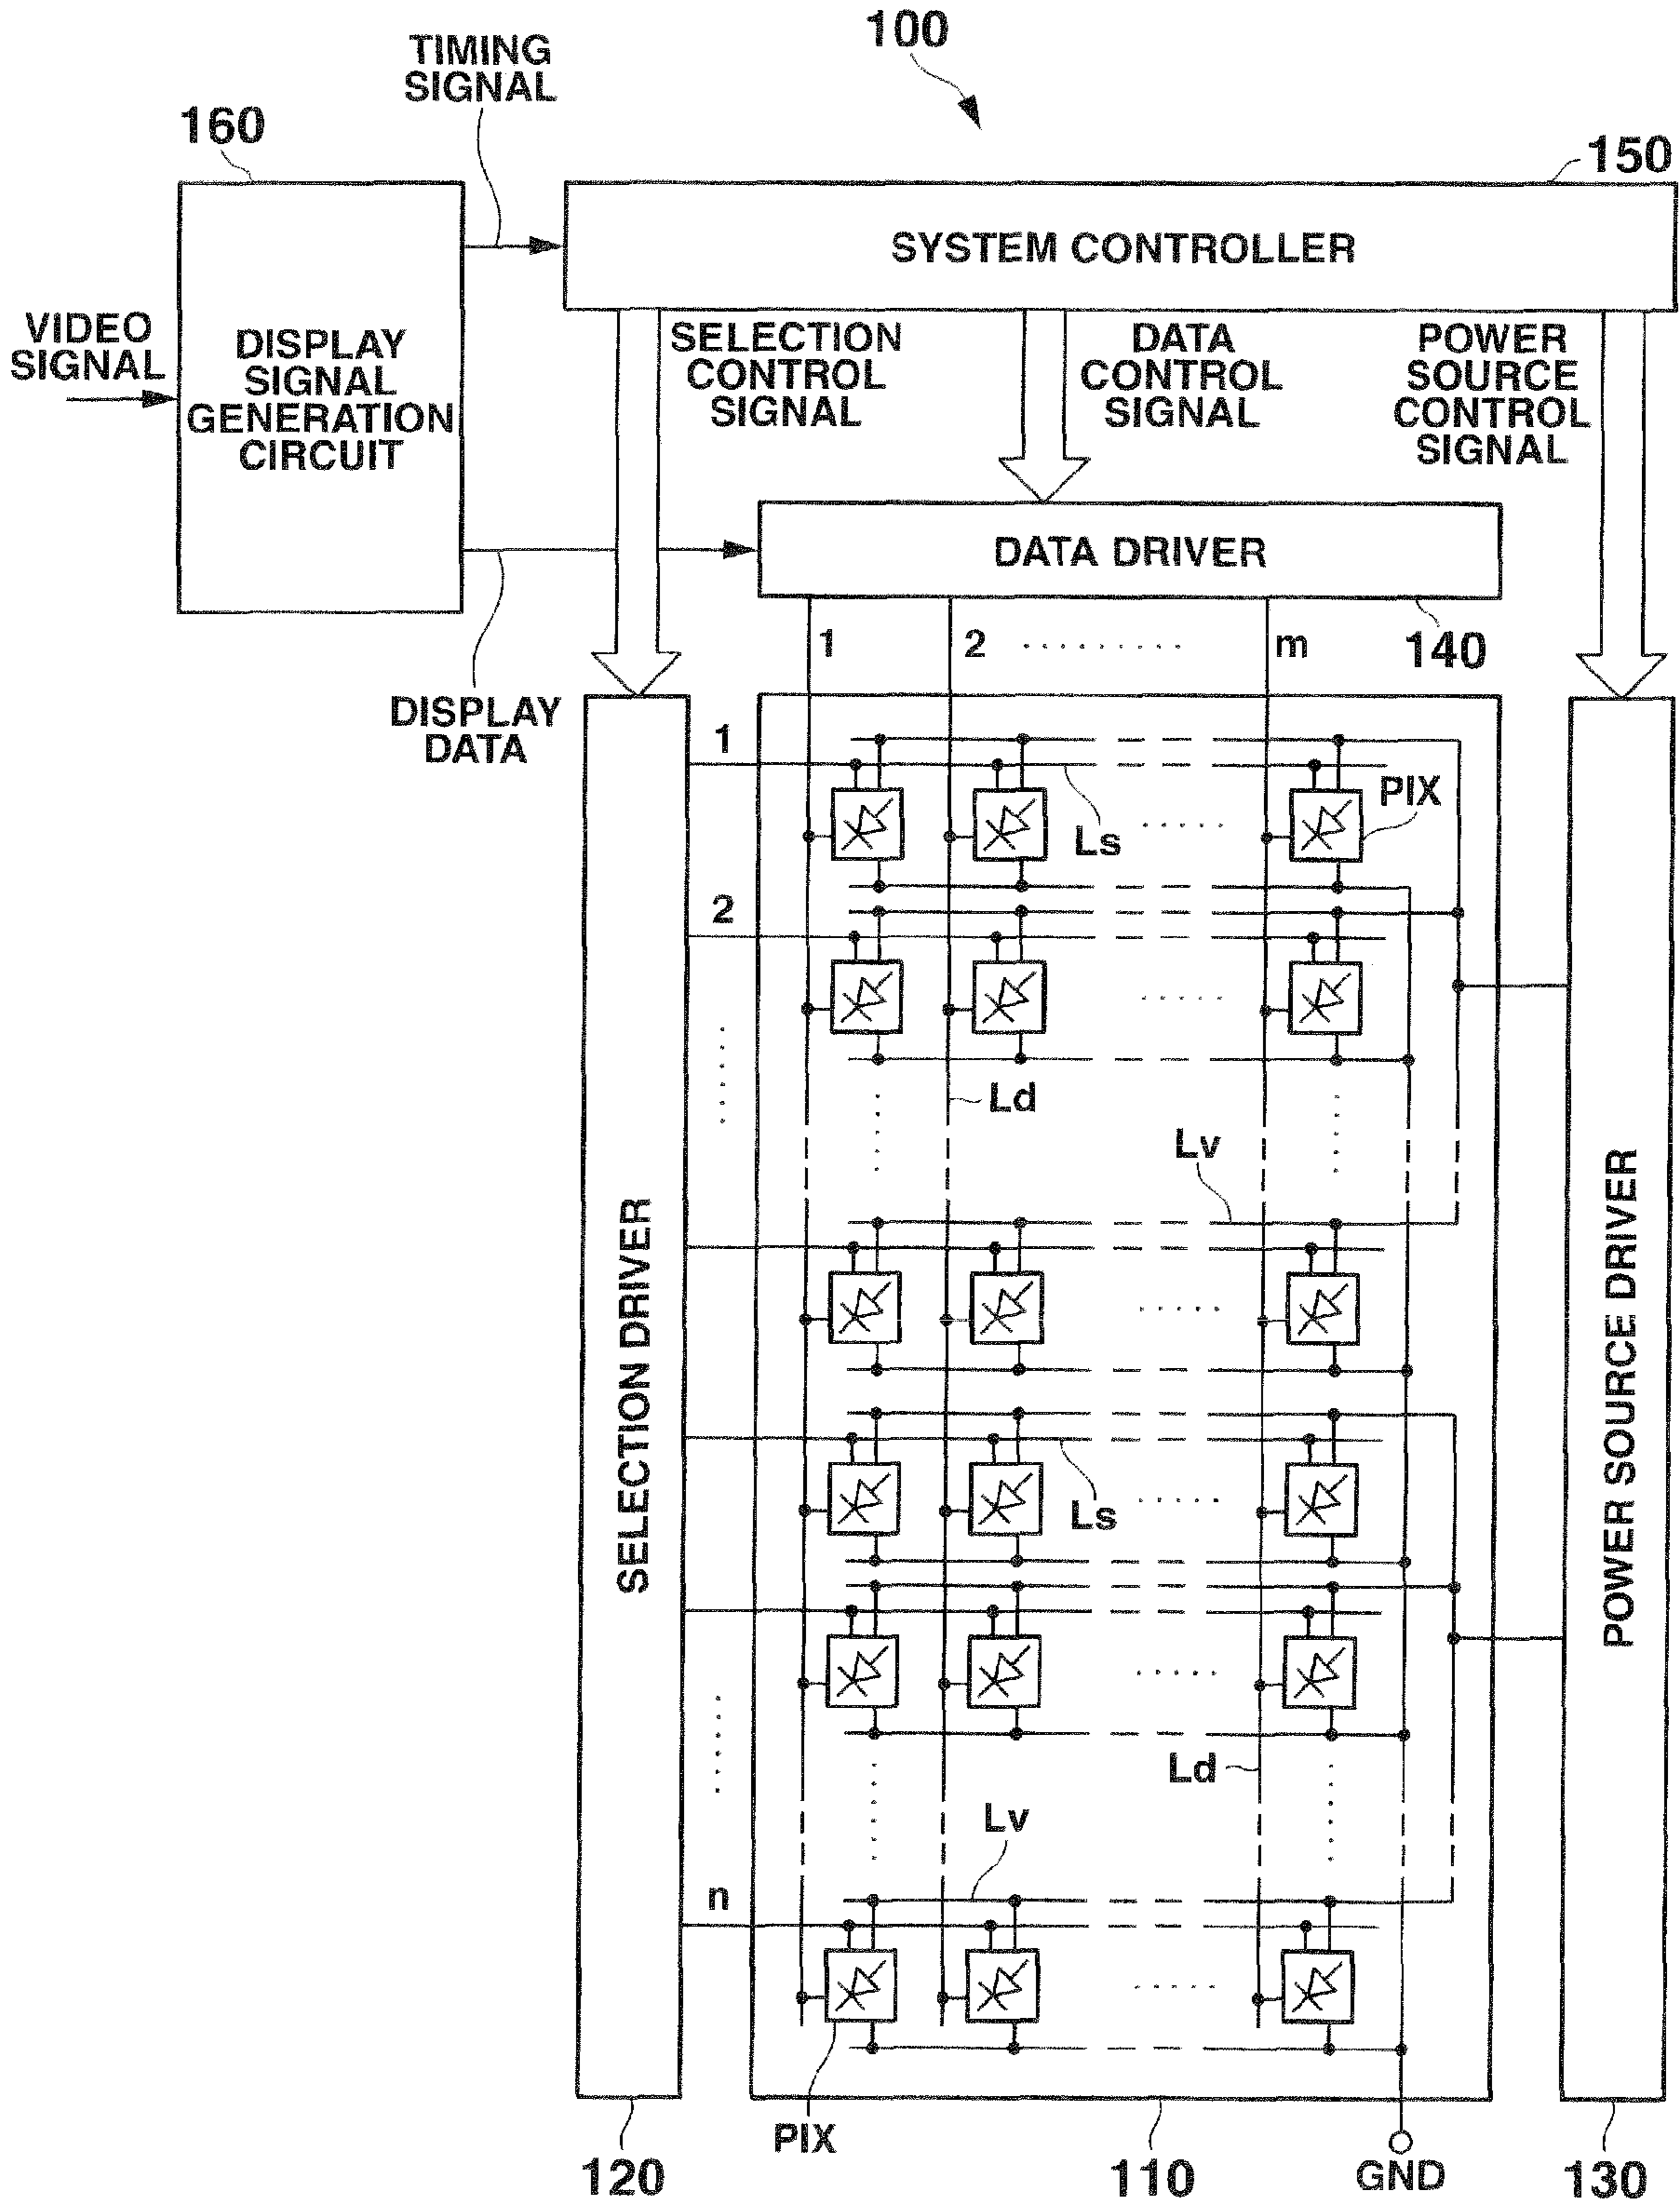 100
TIMING
SIGNAL
160
150
SYSTEM CONTROLLER
VIDEO
SIGNAL
DISPLAY
SIGNAL
GENERATION
CIRCUIT
SELECTION
CONTROL
SIGNAL
DATA
CONTROL
SIGNAL
POWER
SOURCE
CONTROL
SIGNAL
DATA DRIVER
1
2
m
140
DISPLAY
DATA
1
PIX
Ls
2
Ld
Lv
SELECTION DRIVER
POWER SOURCE DRIVER
Ls
Ld
Lv
n
PIX
120
110
GND
130